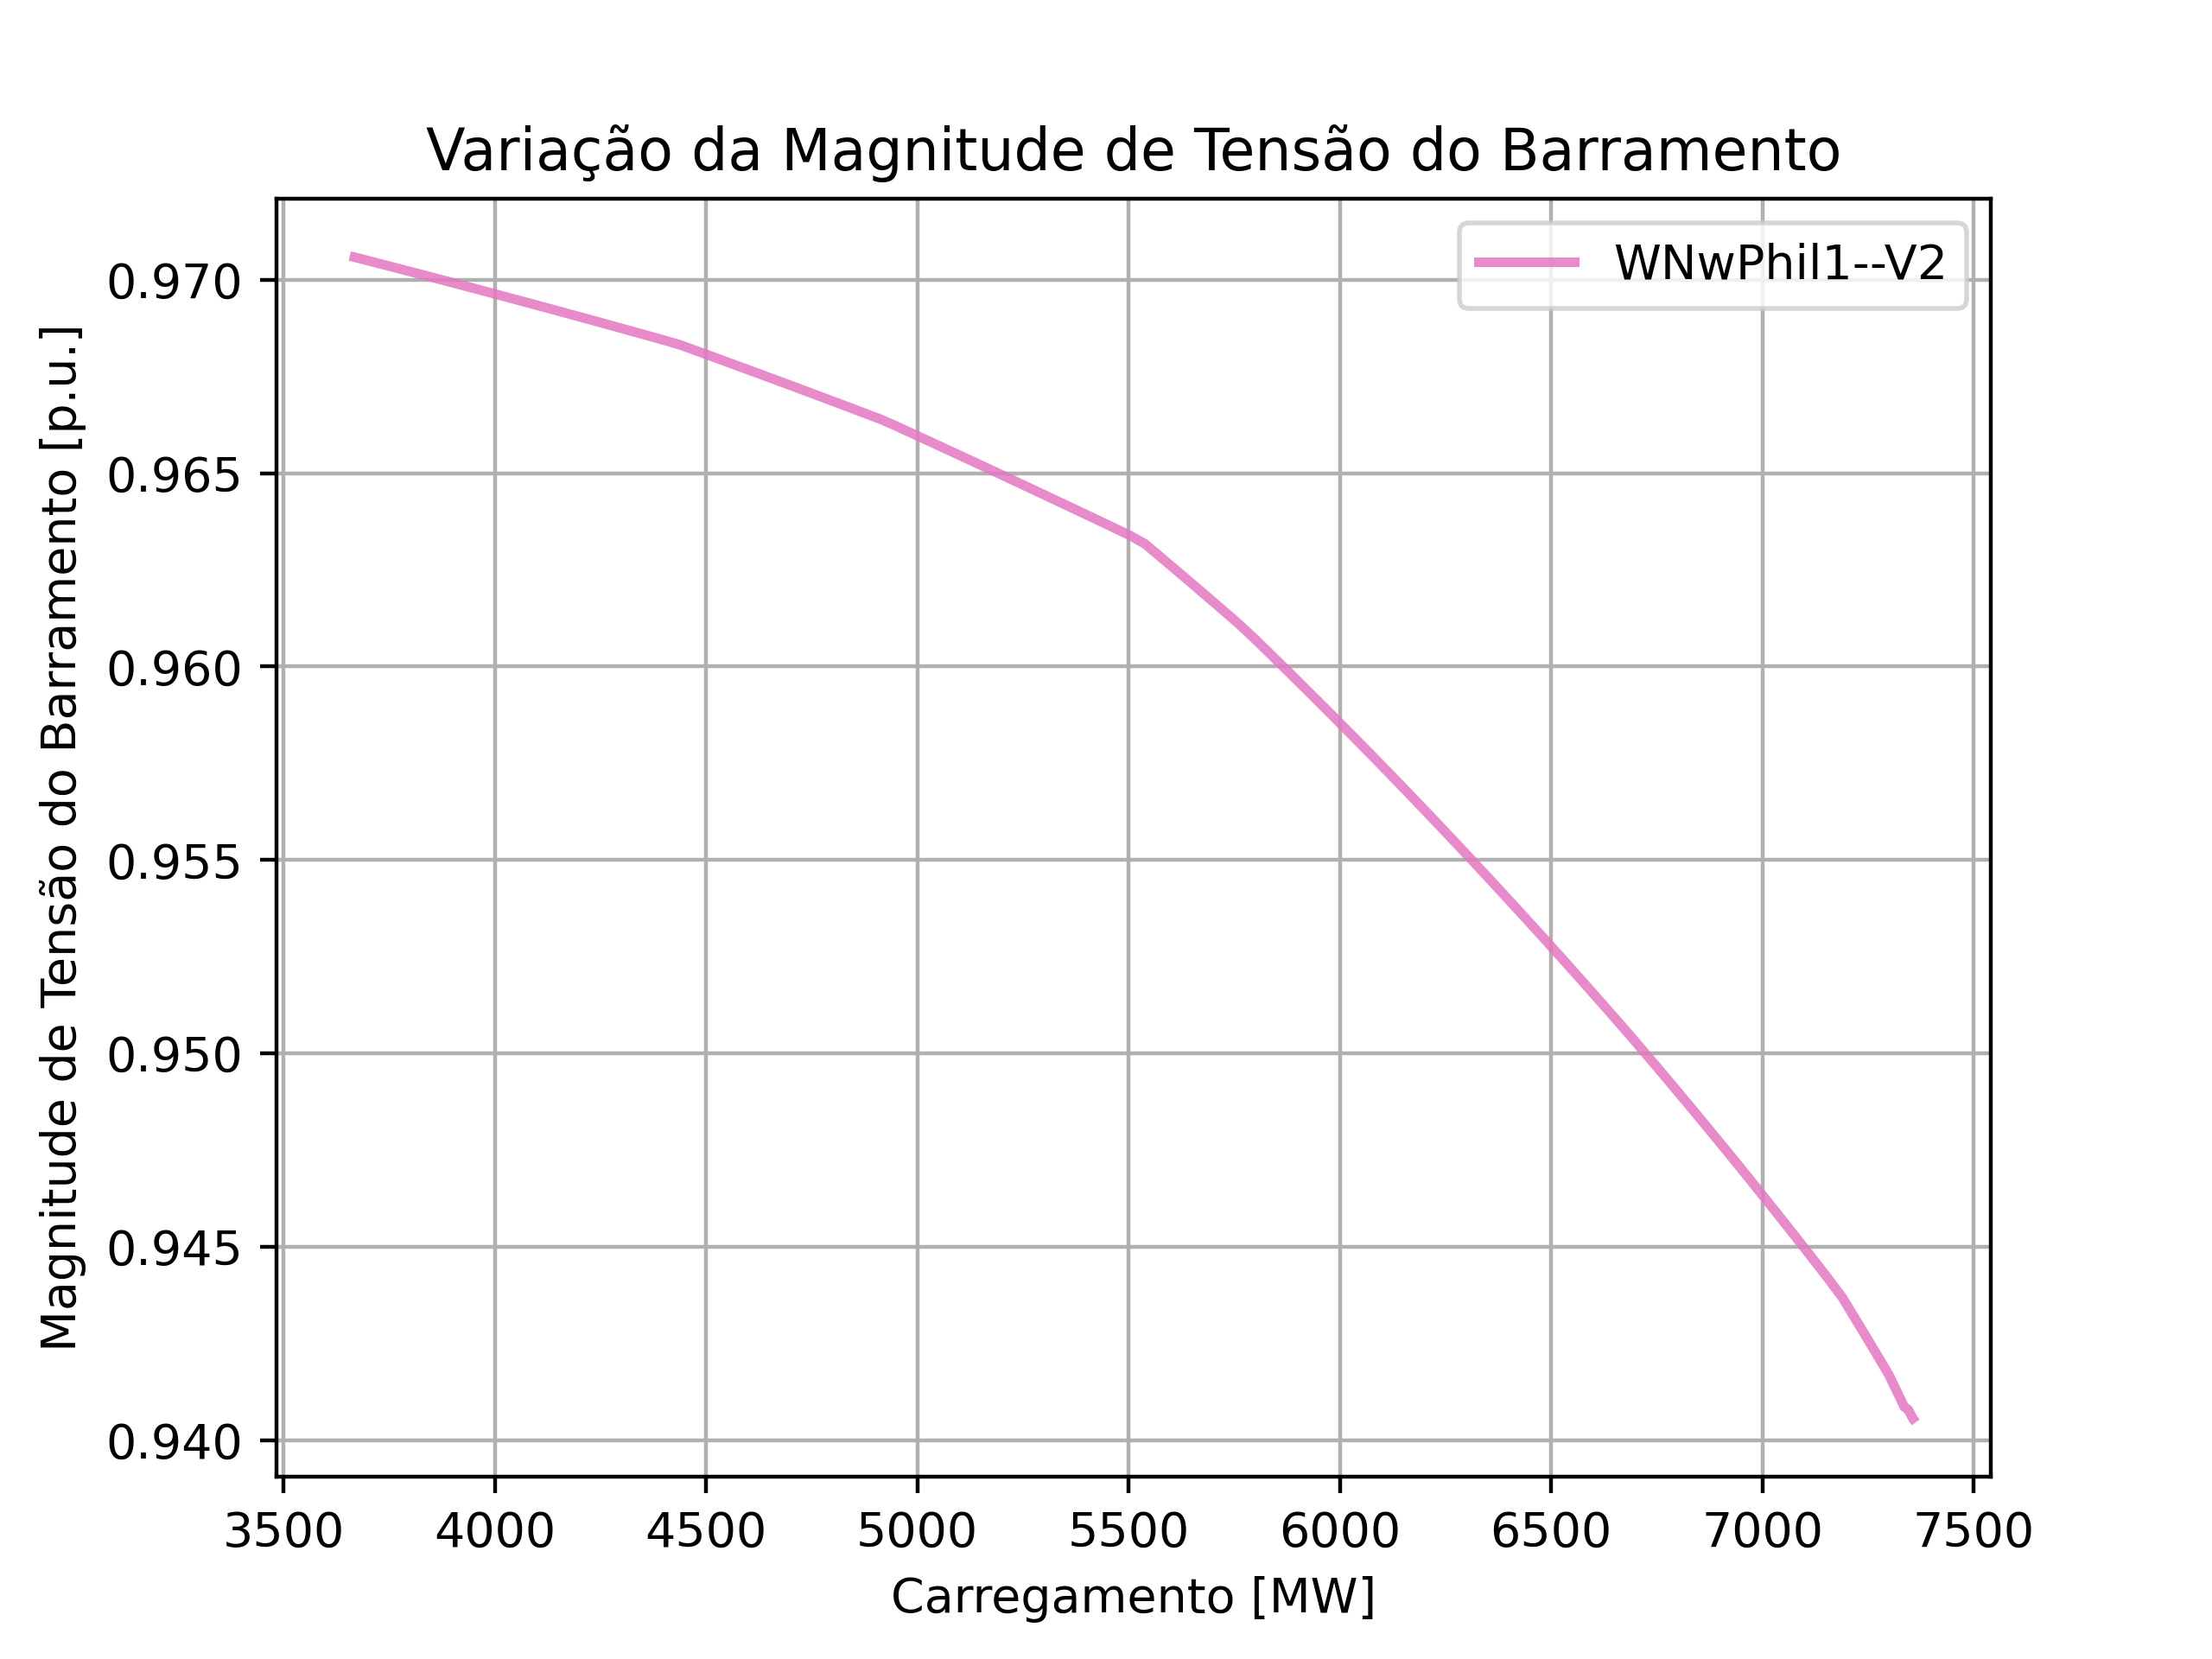 Variação da Magnitude de Tensão do Barramento
WNwPhil1--V2
Magnitude de Tensão do Barramento [p.u.]
0.970
0.965
0.960
0.955
0.950
0.945
0.940
3500 4000 4500 5000 5500 6000 6500 7000 7500
Carregamento [MW]